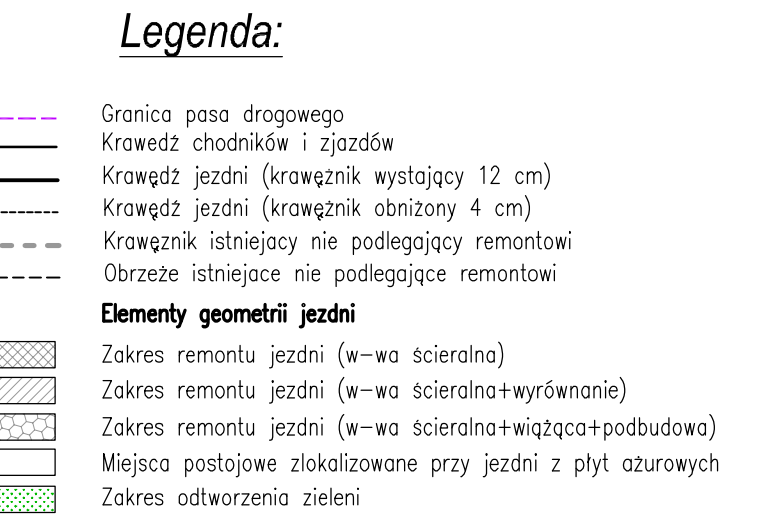 Legenda:
Granica pasa drogowego
Krawedź chodników i zjazdów
Krawędź jezdni (krawężnik wystający 12 cm)
Krawędź jezdni (krawężnik obniżony 4 cm)
Krawęznik istniejacy nie podlegający remontowi
Obrzeże istniejace nie podlegające remontowi
Elementy geometrii jezdni
Zakres remontu jezdni (w-wa ścieralna)
Zakres remontu jezdni (w-wa ścieralna+wyrównanie)
Zakres remontu jezdni (w-wa ścieralna+wiążąca+podbudowa)
Miejsca postojowe zlokalizowane przy jezdni z płyt ażurowych
Zakres odtworzenia zieleni